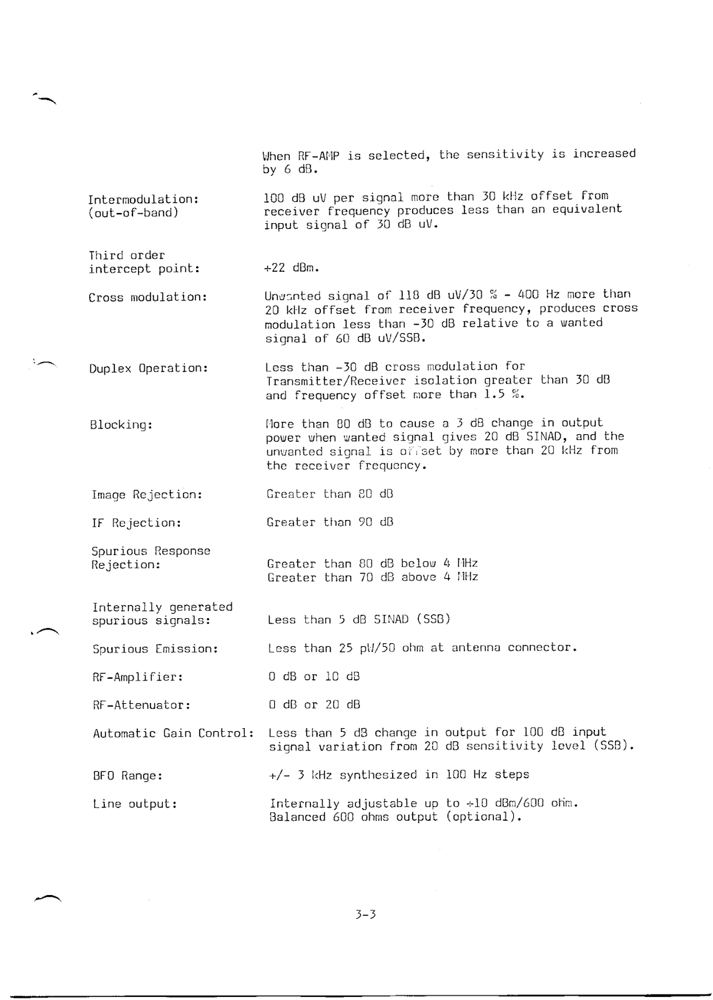 When RF-AMP is selected, the sensitivity is increased
by 6 dB.
Intermodulation:
(out-of-band)
100 dB uV per signal more than 30 kHz offset from
receiver frequency produces less than an equivalent
input signal of 30 dB uV.
Third order
intercept point:
+22 dBm.
Cross modulation:
Unwanted signal of 118 dB uV/30 % - 400 Hz more than
20 kHz offset from receiver frequency, produces cross
modulation less than -30 dB relative to a wanted
signal of 60 dB uV/SSB.
Duplex Operation:
Less than -30 dB cross modulation for
Transmitter/Receiver isolation greater than 30 dB
and frequency offset more than 1.5 %.
Blocking:
More than 80 dB to cause a 3 dB change in output
power when wanted signal gives 20 dB SINAD, and the
unwanted signal is offset by more than 20 kHz from
the receiver frequency.
Image Rejection:
Greater than 80 dB
IF Rejection:
Greater than 90 dB
Spurious Response
Rejection:
Greater than 80 dB below 4 MHz
Greater than 70 dB above 4 MHz
Internally generated
spurious signals:
Less than 5 dB SINAD (SSB)
Spurious Emission:
Less than 25 pW/50 ohm at antenna connector.
RF-Amplifier:
0 dB or 10 dB
RF-Attenuator:
0 dB or 20 dB
Automatic Gain Control:
Less than 5 dB change in output for 100 dB input
signal variation from 20 dB sensitivity level (SSB).
BFO Range:
+/- 3 kHz synthesized in 100 Hz steps
Line output:
Internally adjustable up to +10 dBm/600 ohm.
Balanced 600 ohms output (optional).
3-3